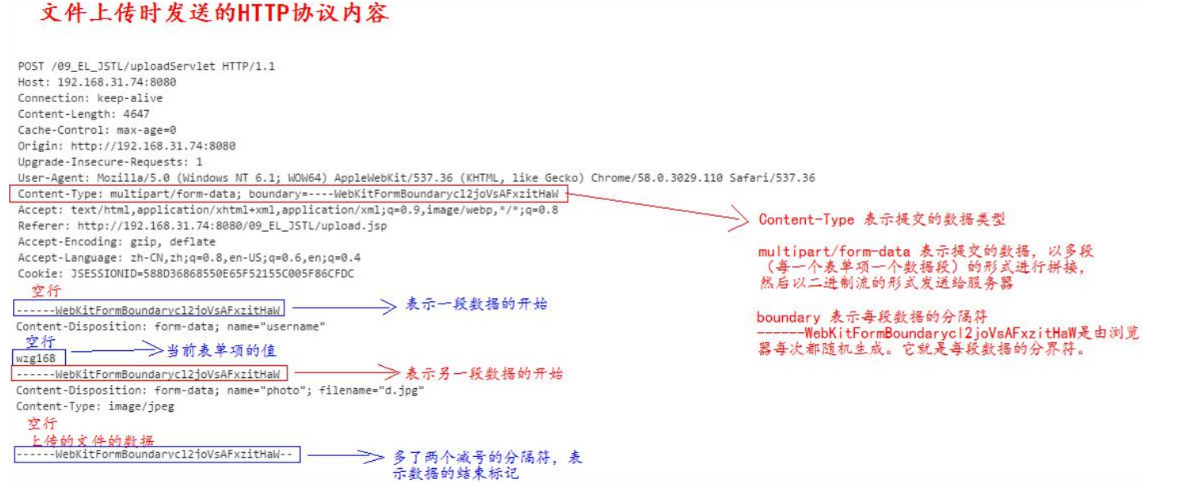 文件上传时发送的HTTP协议内容
POST /09_EL_JSTL/uploadServlet HTTP/1.1
Host: 192.168.31.74:8080
Connection: keep-alive
Content-Length: 4647
Cache-Control: max-age=0
Origin: http://192.168.31.74:8080
Upgrade-Insecure-Requests: 1
User-Agent: Mozilla/5.0 (Windows NT 6.1; WOW64) AppleWebKit/537.36 (KHTML, like Gecko) Chrome/58.0.3029.110 Safari/537.36
Content-Type: multipart/form-data; boundary=----WebKitFormBoundarycl2joVsAFxzitHaW
Accept: text/html,application/xhtml+xml,application/xml;q=0.9,image/webp,*/*;q=0.8
Referer: http://192.168.31.74:8080/09_EL_JSTL/upload.jsp
Accept-Encoding: gzip, deflate
Accept-Language: zh-CN,zh;q=0.8,en-US;q=0.6,en;q=0.4
Cookie: JSESSIONID=588D36868550E65F52155C005F86CFDC
空行
------WebKitFormBoundarycl2joVsAFxzitHaW
表示一段数据的开始
Content-Disposition: form-data; name="username"
空行
wzg168
当前表单项的值
------WebKitFormBoundarycl2joVsAFxzitHaW
表示另一段数据的开始
Content-Disposition: form-data; name="photo"; filename="d.jpg"
Content-Type: image/jpeg
空行
上传的文件的数据
------WebKitFormBoundarycl2joVsAFxzitHaW--
多了两个减号的分隔符，表
示数据的结束标记
Content-Type 表示提交的数据类型
multipart/form-data 表示提交的数据，以多段
（每一个表单项一个数据段）的形式进行拼接，
然后以二进制流的形式发送给服务器
boundary 表示每段数据的分隔符
------WebKitFormBoundarycl2joVsAFxzitHaW是由浏览
器每次都随机生成。它就是每段数据的分界符。